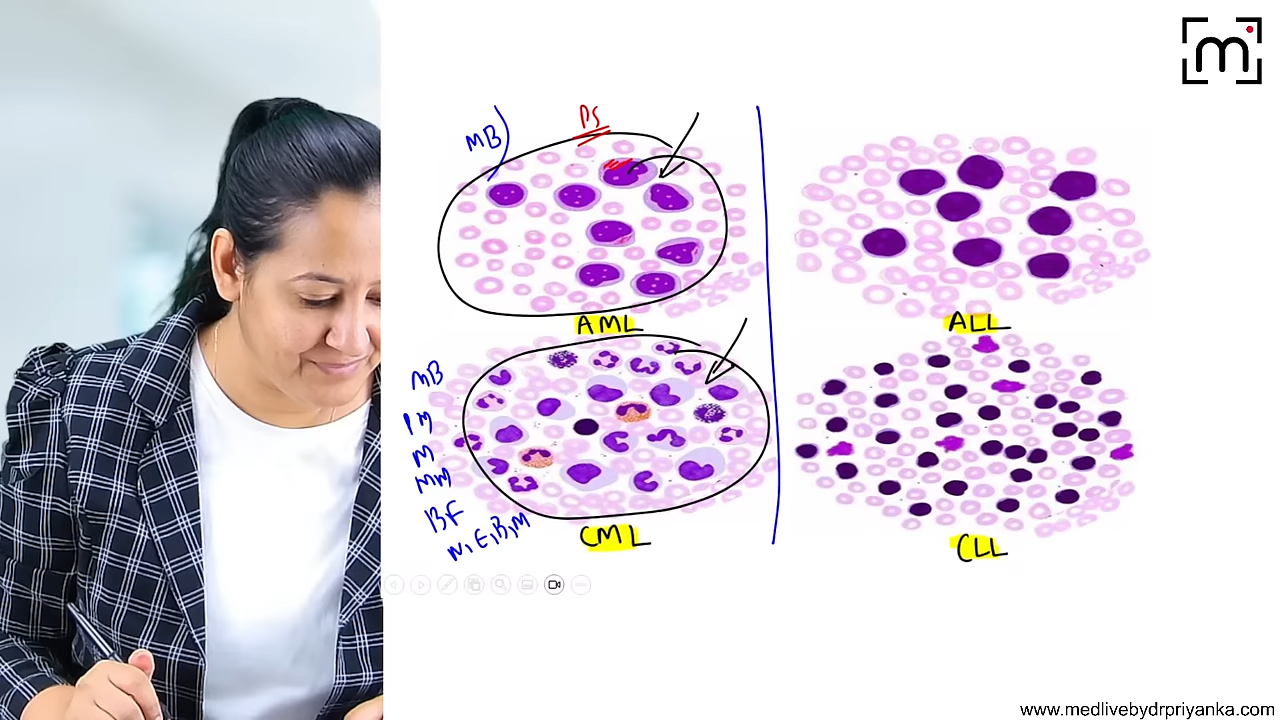 m
PS
MB
AML
ALL
MB
PM
M
MM
BF
N, E, B, M
CML
CLL
www.medlivebydrpriyanka.com